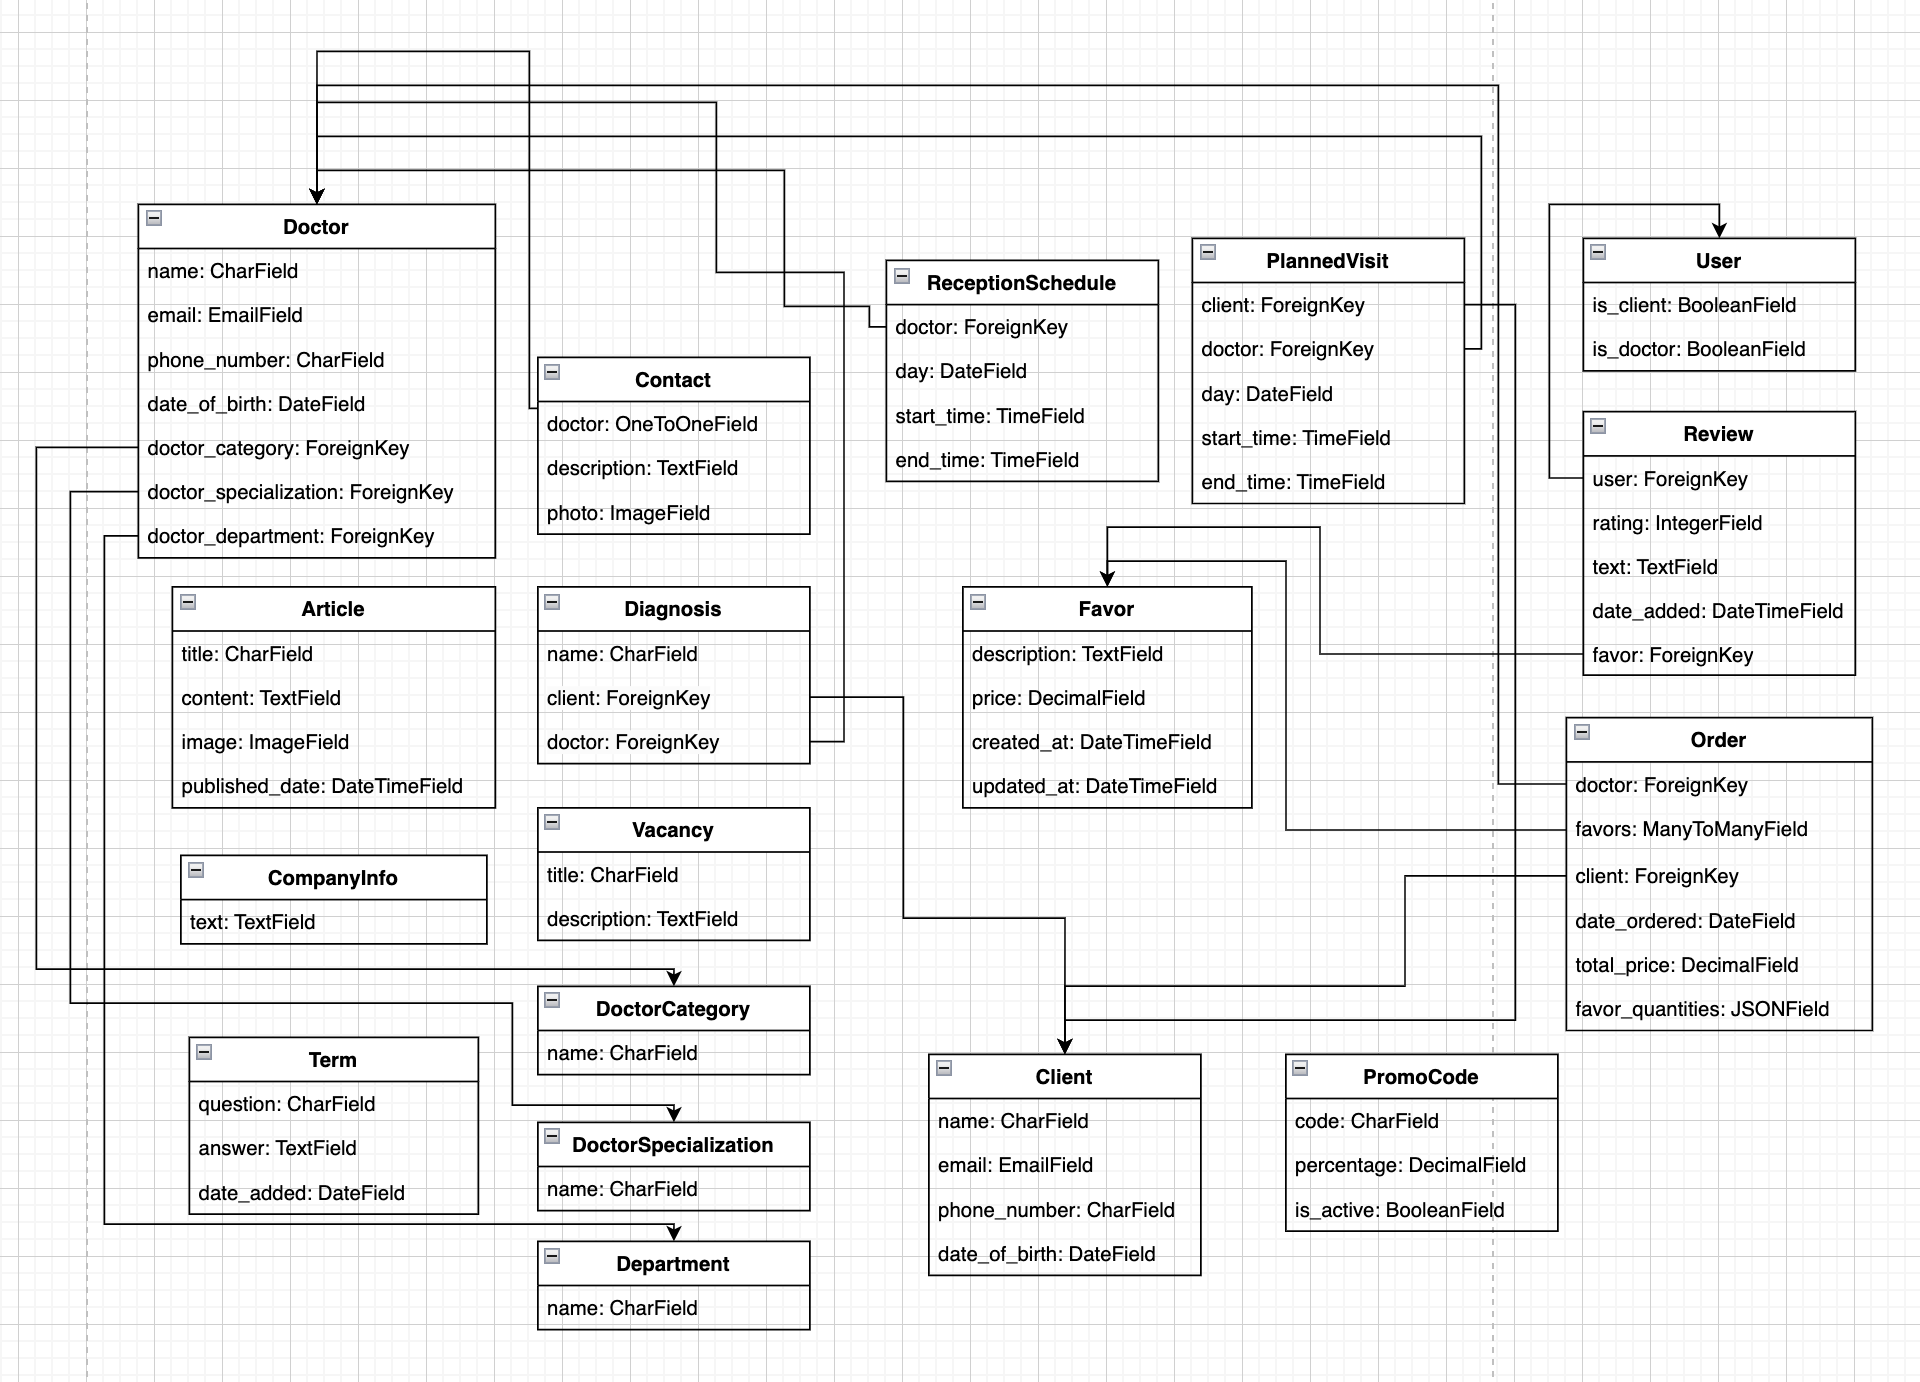 Doctor
name: CharField
email: EmailField
phone_number: CharField
date_of_birth: DateField
doctor_category: ForeignKey
doctor_specialization: ForeignKey
doctor_department: ForeignKey
Contact
doctor: OneToOneField
description: TextField
photo: ImageField
ReceptionSchedule
doctor: ForeignKey
day: DateField
start_time: TimeField
end_time: TimeField
PlannedVisit
client: ForeignKey
doctor: ForeignKey
day: DateField
start_time: TimeField
end_time: TimeField
User
is_client: BooleanField
is_doctor: BooleanField
Review
user: ForeignKey
rating: IntegerField
text: TextField
date_added: DateTimeField
favor: ForeignKey
Article
title: CharField
content: TextField
image: ImageField
published_date: DateTimeField
Diagnosis
name: CharField
client: ForeignKey
doctor: ForeignKey
Favor
description: TextField
price: DecimalField
created_at: DateTimeField
updated_at: DateTimeField
Order
doctor: ForeignKey
favors: ManyToManyField
client: ForeignKey
date_ordered: DateField
total_price: DecimalField
favor_quantities: JSONField
CompanyInfo
text: TextField
Vacancy
title: CharField
description: TextField
DoctorCategory
name: CharField
Term
question: CharField
answer: TextField
date_added: DateField
DoctorSpecialization
name: CharField
Department
name: CharField
Client
name: CharField
email: EmailField
phone_number: CharField
date_of_birth: DateField
PromoCode
code: CharField
percentage: DecimalField
is_active: BooleanField